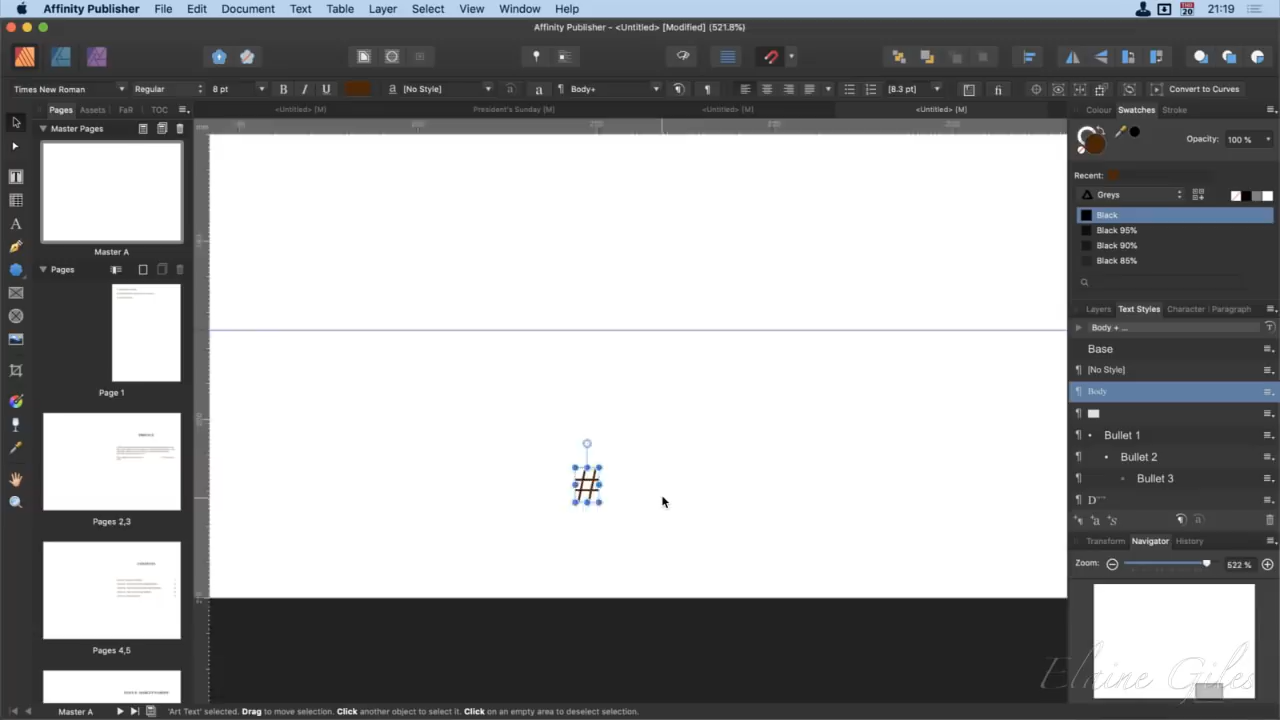 Affinity Publisher File Edit Document Text Table Layer Select View Window Help THU 20 21:19
Affinity Publisher - <Untitled> [Modified] (521.8%)
Times New Roman Regular 8 pt B I U a [No Style] a ¶ Body+ [8.3 pt] fi Convert to Curves
Pages Assets FaR TOC <Untitled> [M] President's Sunday [M] <Untitled> [M] <Untitled> [M] Colour Swatches Stroke
Master Pages
Opacity: 100 %
Recent:
Greys
Black
Black 95%
Black 90%
Black 85%
Master A
Pages
Layers Text Styles Character Paragraph
Body + ...
Base
[No Style]
Page 1
Body
Bullet 1
Bullet 2
Bullet 3
#
Pages 2,3
Transform Navigator History
Zoom: 522 %
Pages 4,5
Elaine Giles
Master A 'Art Text' selected. Drag to move selection. Click another object to select it. Click on an empty area to deselect selection.